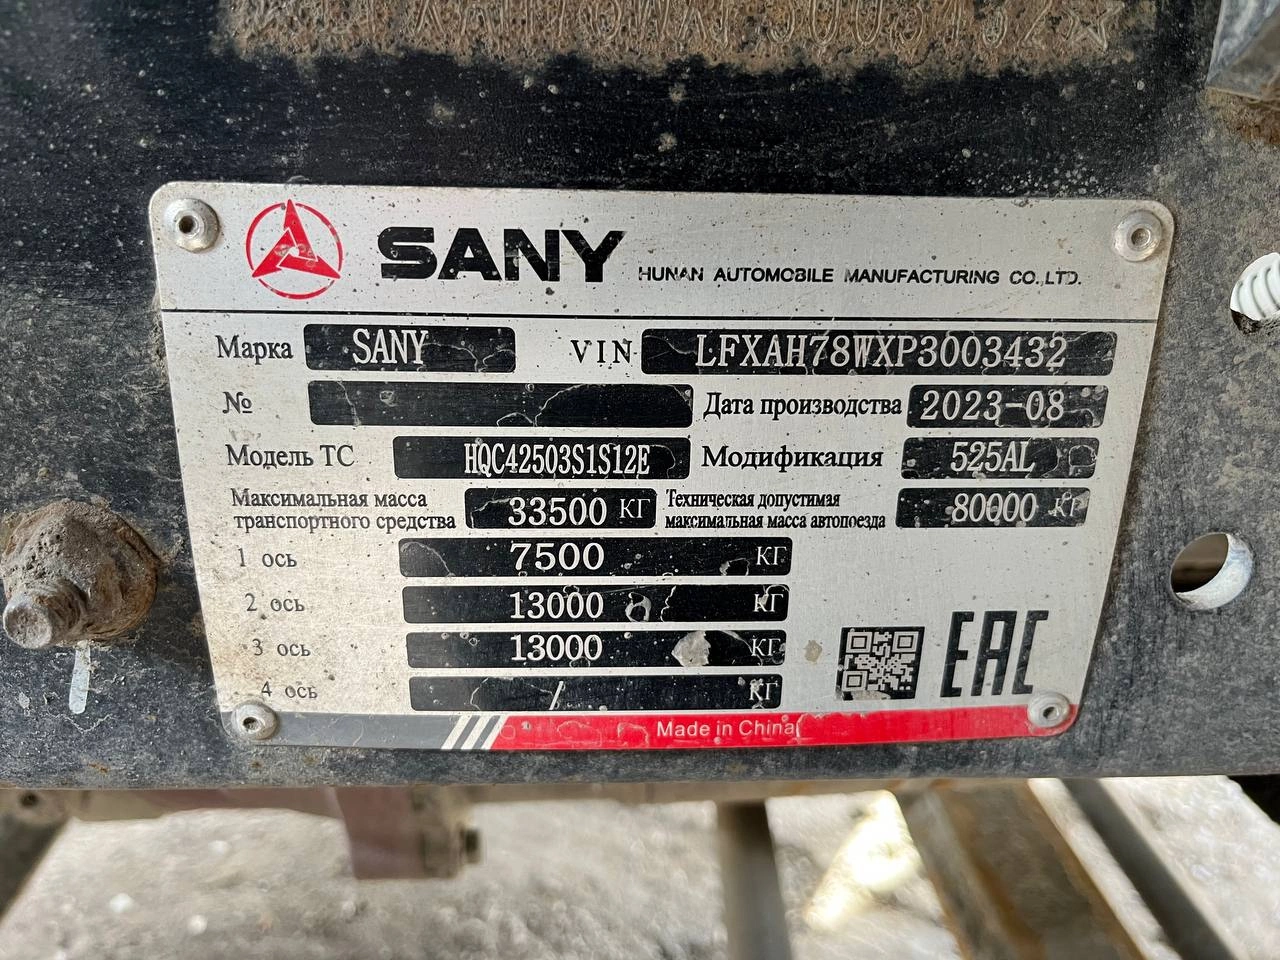 SANY HUNAN AUTOMOBILE MANUFACTURING CO.,LTD.
Марка SANY VIN LFXAH78WXP3003432
№ Дата производства 2023-08
Модель ТС HQC42503S1S12E Модификация 525AL
Максимальная масса транспортного средства 33500 КГ Техническая допустимая максимальная масса автопоезда 80000 КГ
1 ось 7500 КГ
2 ось 13000 КГ
3 ось 13000 КГ
4 ось / КГ
EAC
Made in China